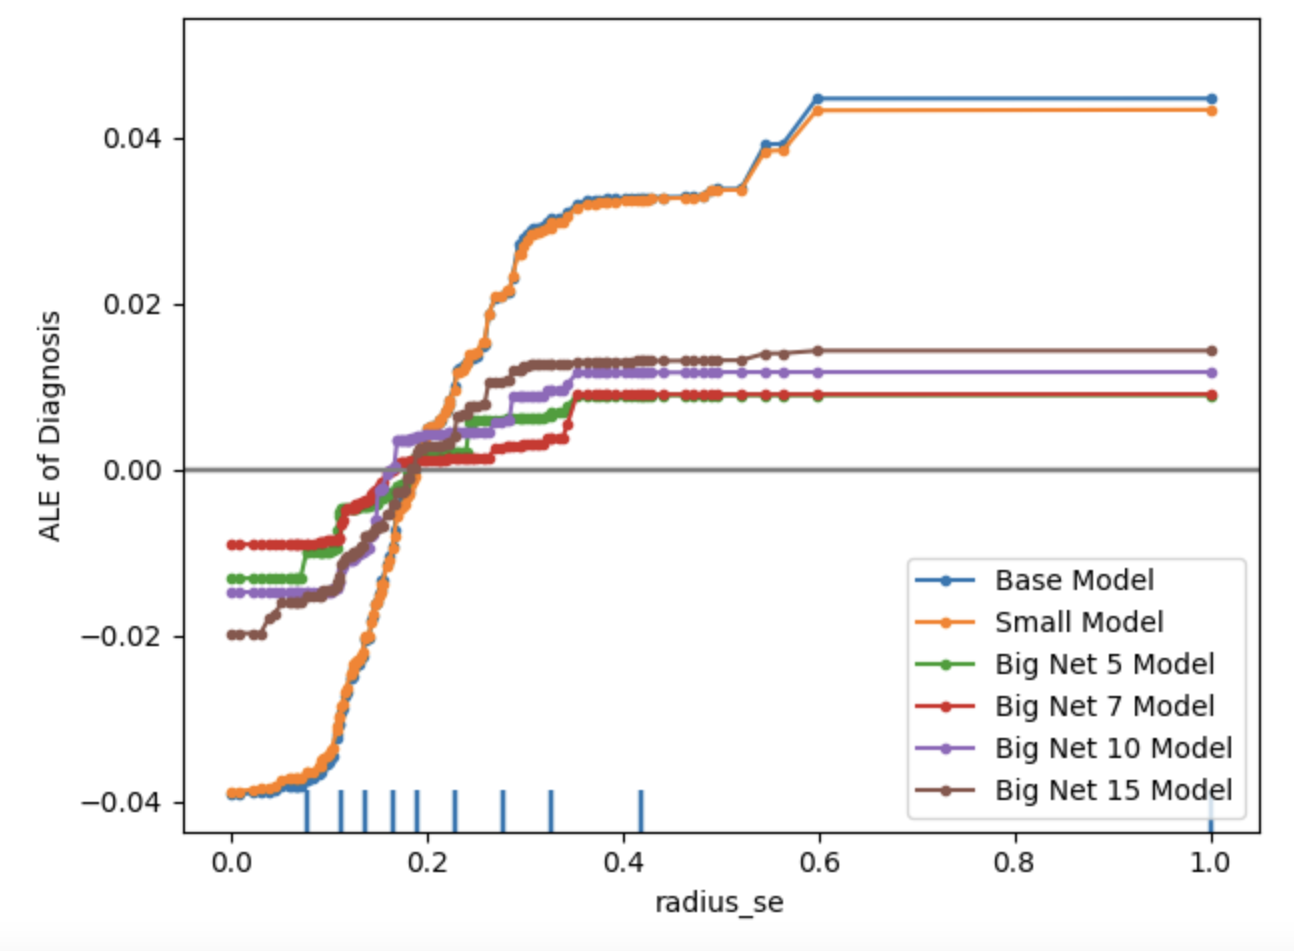 0.04
0.02
0.00
−0.02
−0.04
ALE of Diagnosis
Base Model
Small Model
Big Net 5 Model
Big Net 7 Model
Big Net 10 Model
Big Net 15 Model
0.0 0.2 0.4 0.6 0.8 1.0
radius_se